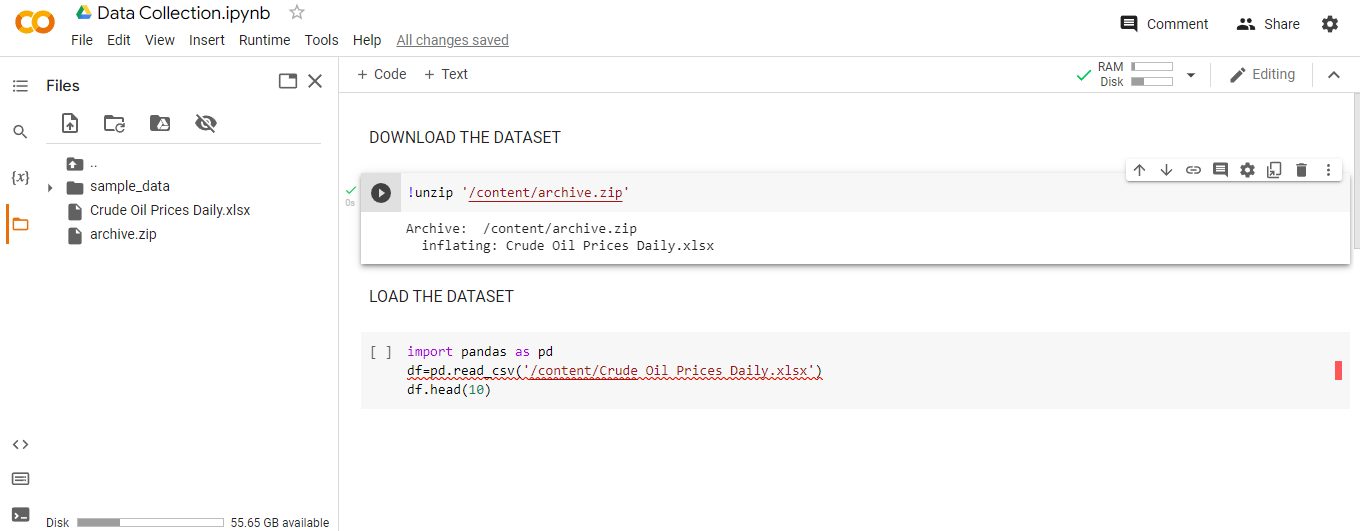 Data Collection.ipynb
File Edit View Insert Runtime Tools Help All changes saved
Comment Share
Files
+ Code + Text
RAM
Disk
Editing
..
sample_data
Crude Oil Prices Daily.xlsx
archive.zip
{x}
<>
Disk 55.65 GB available
DOWNLOAD THE DATASET
0s
!unzip '/content/archive.zip'
Archive:  /content/archive.zip
  inflating: Crude Oil Prices Daily.xlsx
LOAD THE DATASET
[ ] import pandas as pd
df=pd.read_csv('/content/Crude Oil Prices Daily.xlsx')
df.head(10)